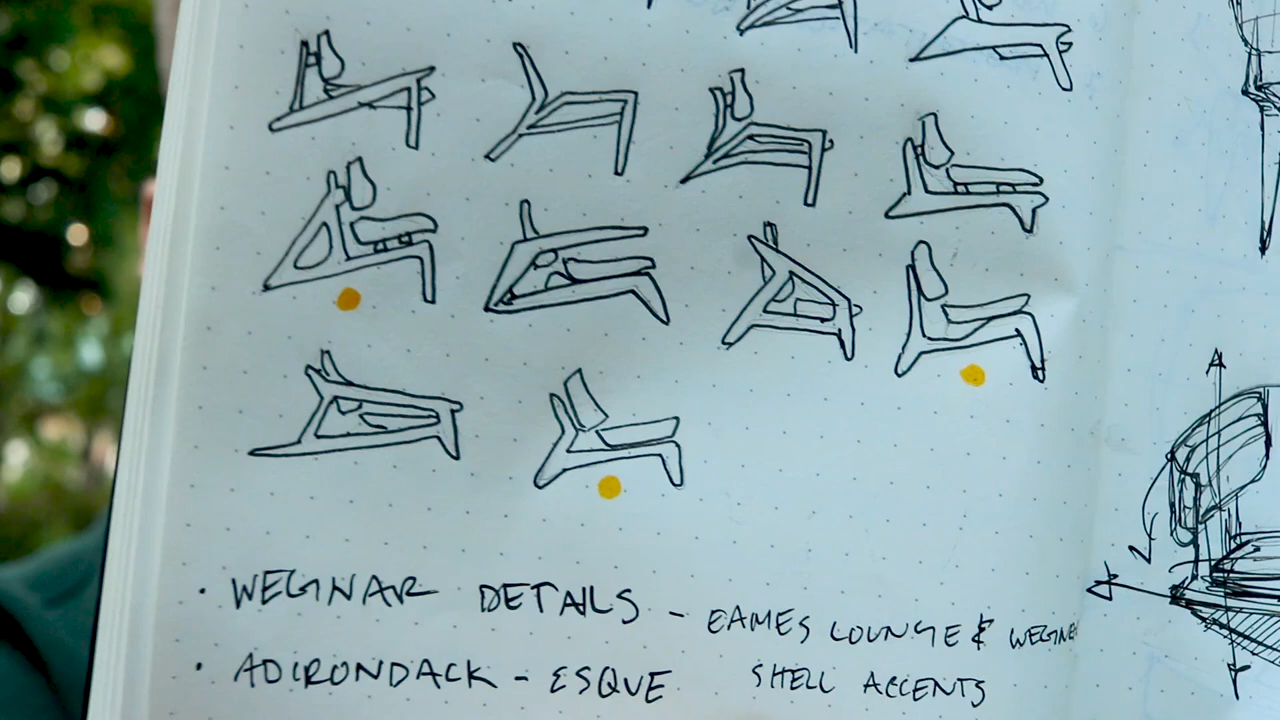 • WEGNAR DETAILS - EAMES LOUNGE & WEGNER
• ADIRONDACK - ESQUE SHELL ACCENTS